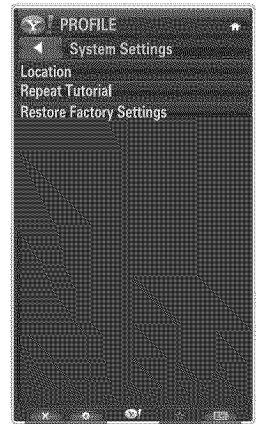 Y! PROFILE
System Settings
Location
Repeat Tutorial
Restore Factory Settings
Y!